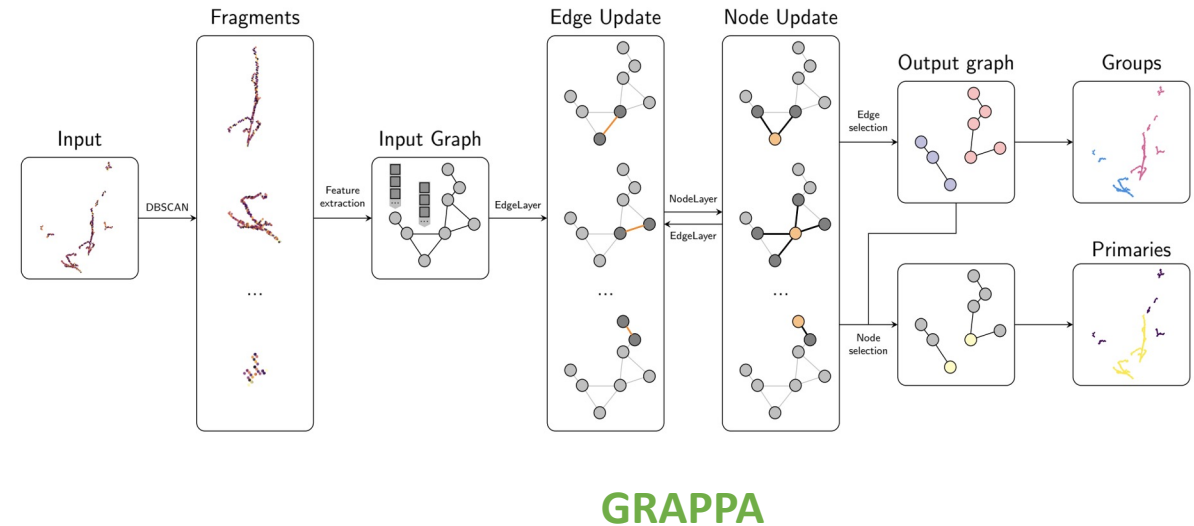 Fragments
Edge Update
Node Update
Output graph
Groups
Input
Input Graph
Edge
selection
DBSCAN
Feature
extraction
EdgeLayer
NodeLayer
EdgeLayer
...
...
...
Primaries
Node
selection
GRAPPA